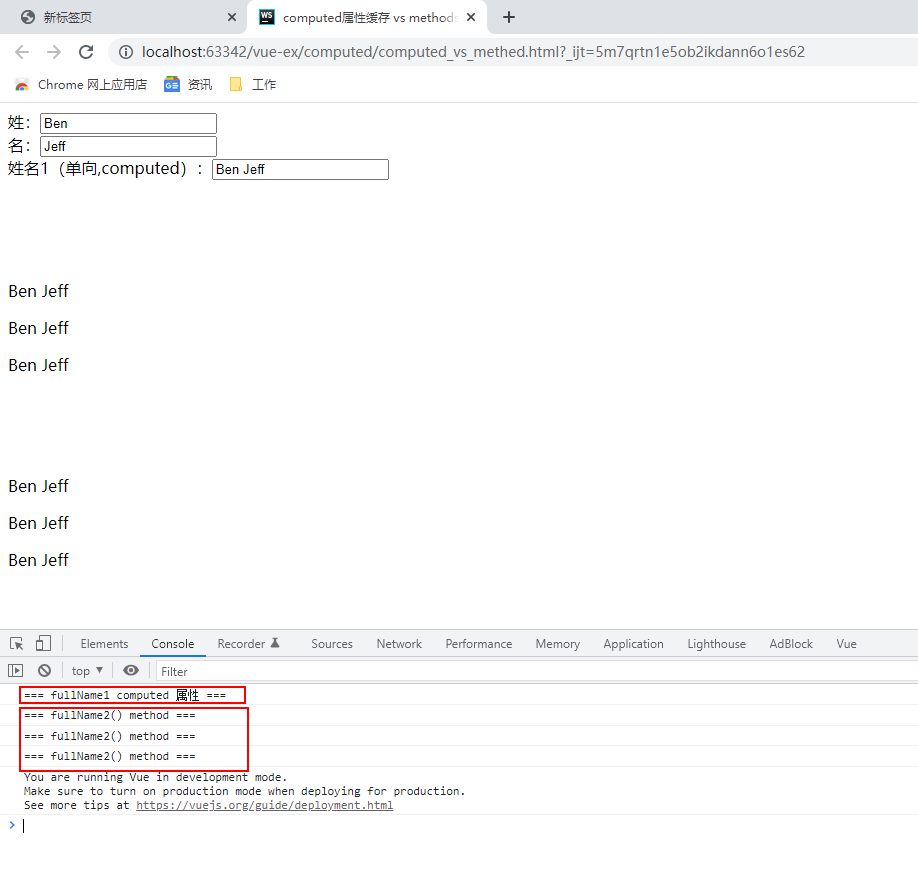 新标签页
computed属性缓存 vs methods
localhost:63342/vue-ex/computed/computed_vs_methed.html?_ijt=5m7qrtn1e5ob2ikdann6o1es62
Chrome 网上应用店 资讯 工作
姓： Ben
名： Jeff
姓名1（单向,computed）： Ben Jeff
Ben Jeff
Ben Jeff
Ben Jeff
Ben Jeff
Ben Jeff
Ben Jeff
Elements Console Recorder Sources Network Performance Memory Application Lighthouse AdBlock Vue
top ▼ Filter
=== fullName1 computed 属性 ===
=== fullName2() method ===
=== fullName2() method ===
=== fullName2() method ===
You are running Vue in development mode.
Make sure to turn on production mode when deploying for production.
See more tips at https://vuejs.org/guide/deployment.html
>